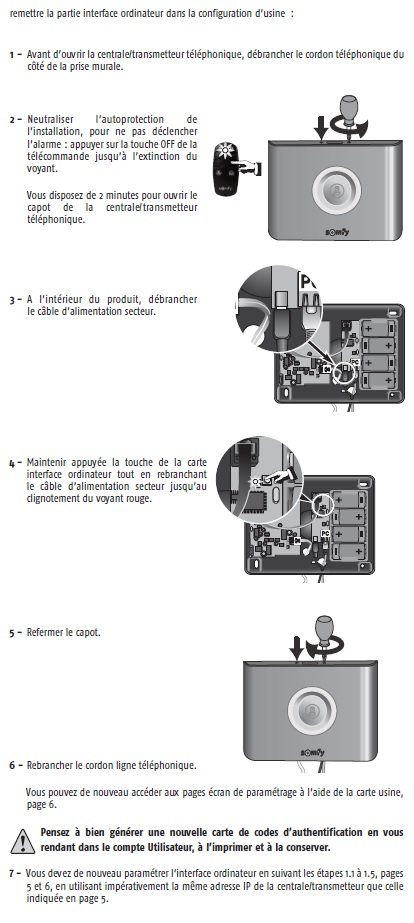 remettre la partie interface ordinateur dans la configuration d'usine :
1 – Avant d'ouvrir la centrale/transmetteur téléphonique, débrancher le cordon téléphonique du
côté de la prise murale.
2 – Neutraliser l'autoprotection de
l'installation, pour ne pas déclencher
l'alarme : appuyer sur la touche OFF de la
télécommande jusqu'à l'extinction du
voyant.
Vous disposez de 2 minutes pour ouvrir le
capot de la centrale/transmetteur
téléphonique.
somfy
3 – A l'intérieur du produit, débrancher
le câble d'alimentation secteur.
PC
PC
4 – Maintenir appuyée la touche de la carte
interface ordinateur tout en rebranchant
le câble d'alimentation secteur jusqu'au
clignotement du voyant rouge.
PC
5 – Refermer le capot.
somfy
6 – Rebrancher le cordon ligne téléphonique.
Vous pouvez de nouveau accéder aux pages écran de paramétrage à l'aide de la carte usine,
page 6.
Pensez à bien générer une nouvelle carte de codes d'authentification en vous
rendant dans le compte Utilisateur, à l'imprimer et à la conserver.
7 – Vous devez de nouveau paramétrer l'interface ordinateur en suivant les étapes 1.1 à 1.5, pages
5 et 6, en utilisant impérativement la même adresse IP de la centrale/transmetteur que celle
indiquée en page 5.